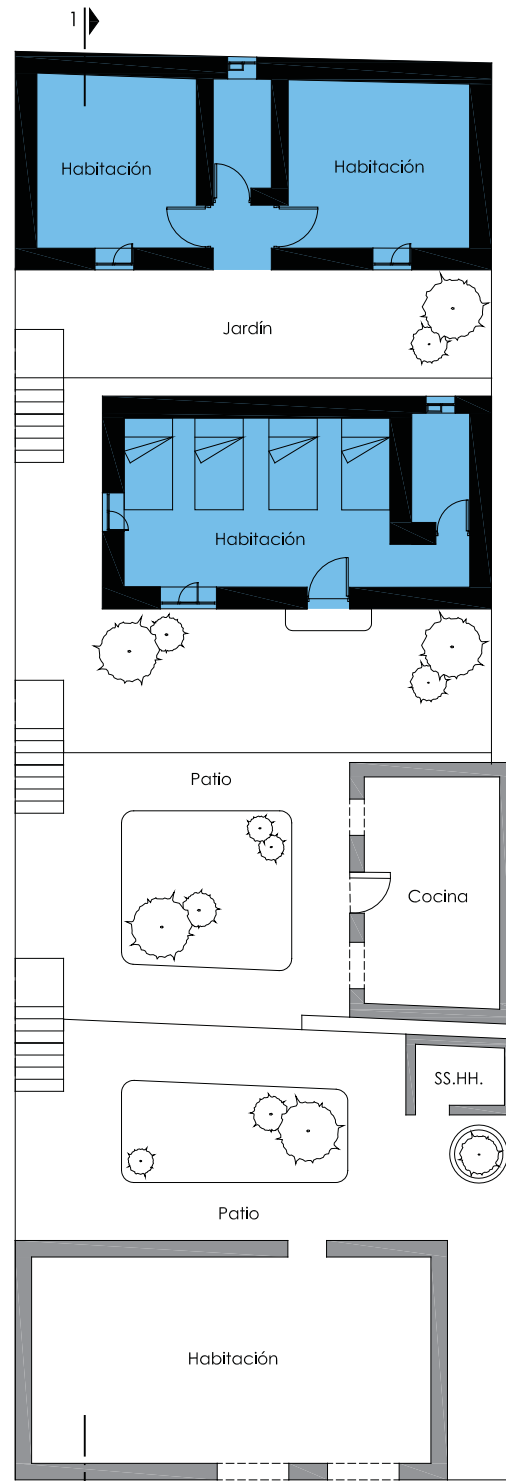 1
Habitación
Habitación
Jardín
Habitación
Patio
Cocina
SS.HH.
Patio
Habitación